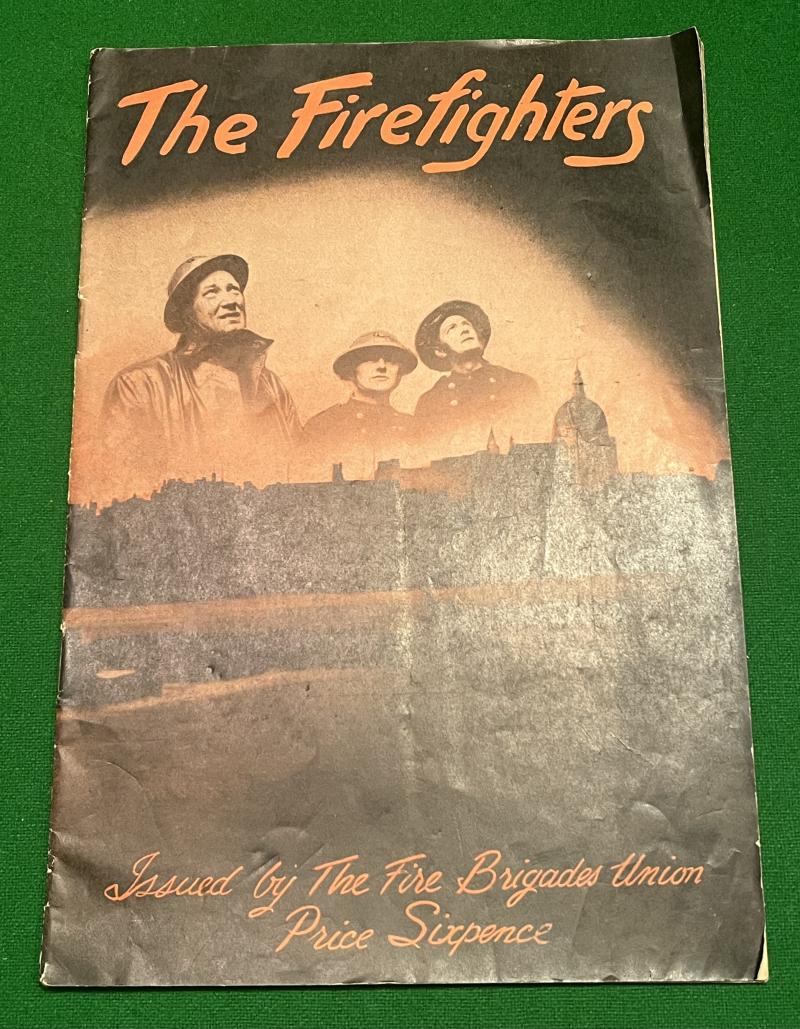 The Firefighters
Issued by The Fire Brigades Union
Price Sixpence